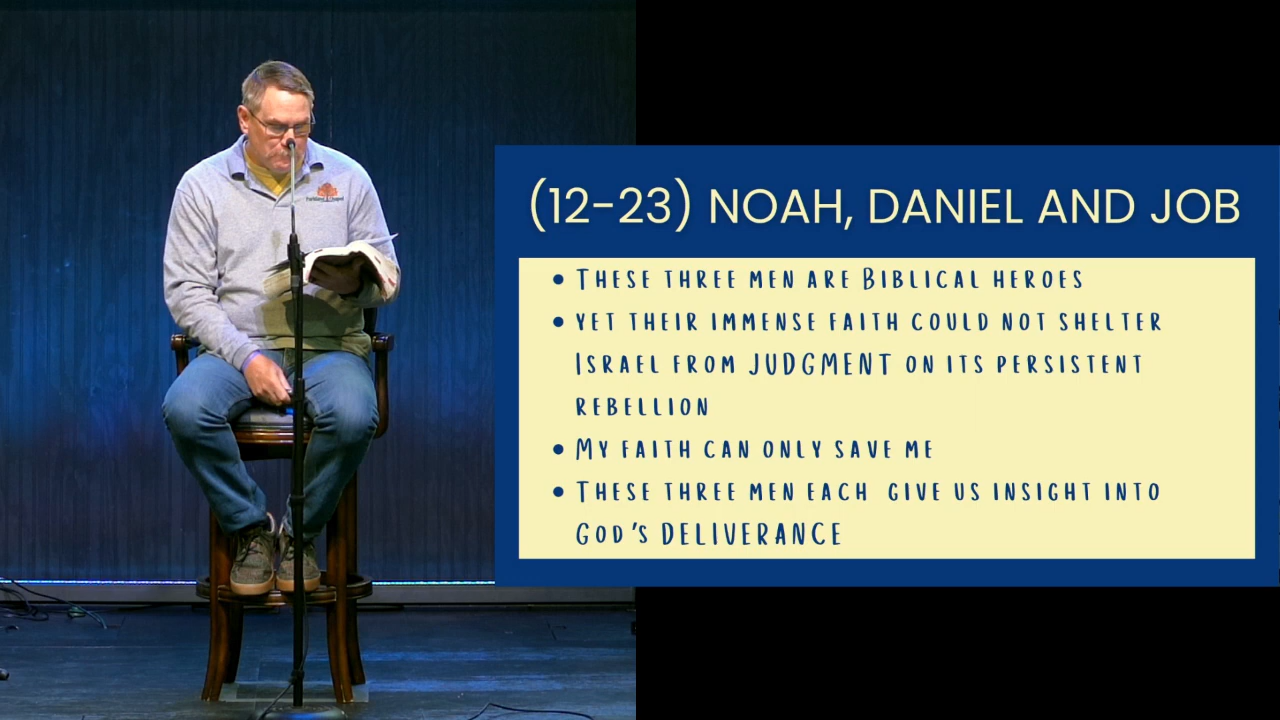 (12-23) NOAH, DANIEL AND JOB
• THESE THREE MEN ARE BIBLICAL HEROES
• YET THEIR IMMENSE FAITH COULD NOT SHELTER
ISRAEL FROM JUDGMENT ON ITS PERSISTENT
REBELLION
• MY FAITH CAN ONLY SAVE ME
• THESE THREE MEN EACH GIVE US INSIGHT INTO
GOD'S DELIVERANCE